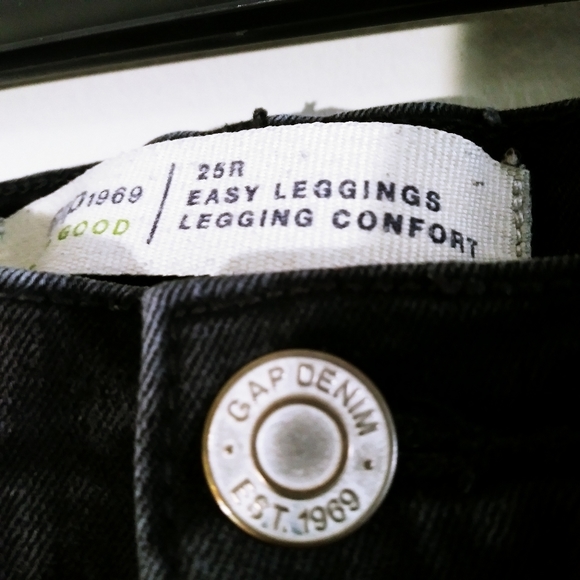 1969
GOOD
25R
EASY LEGGINGS
LEGGING CONFORT
GAP DENIM
EST. 1969